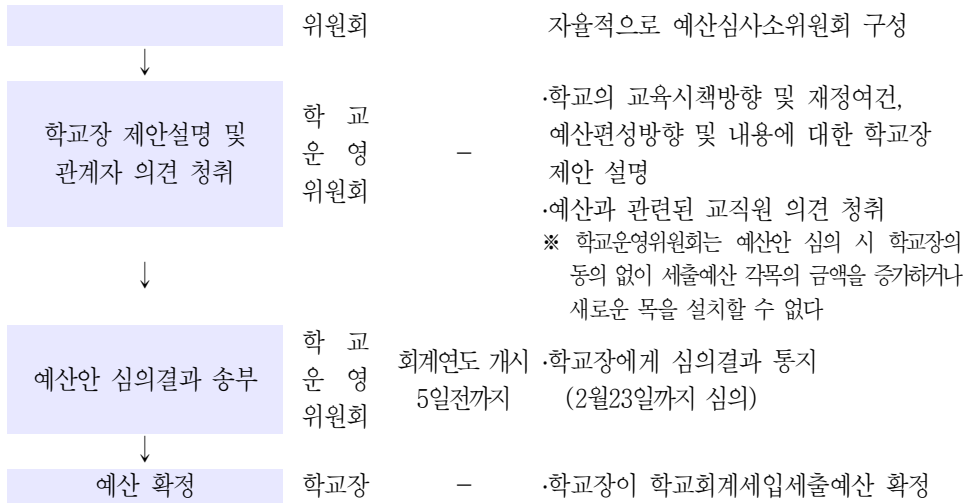 위원회 자율적으로 예산심사소위원회 구성
↓
학교장 제안설명 및
관계자 의견 청취
학 교
운 영
위원회
–
·학교의 교육시책방향 및 재정여건,
예산편성방향 및 내용에 대한 학교장
제안 설명
·예산과 관련된 교직원 의견 청취
※ 학교운영위원회는 예산안 심의 시 학교장의
동의 없이 세출예산 각목의 금액을 증가하거나
새로운 목을 설치할 수 없다
↓
예산안 심의결과 송부
학 교
운 영
위원회
회계연도 개시
5일전까지
·학교장에게 심의결과 통지
(2월23일까지 심의)
↓
예산 확정 학교장 – ·학교장이 학교회계세입세출예산 확정